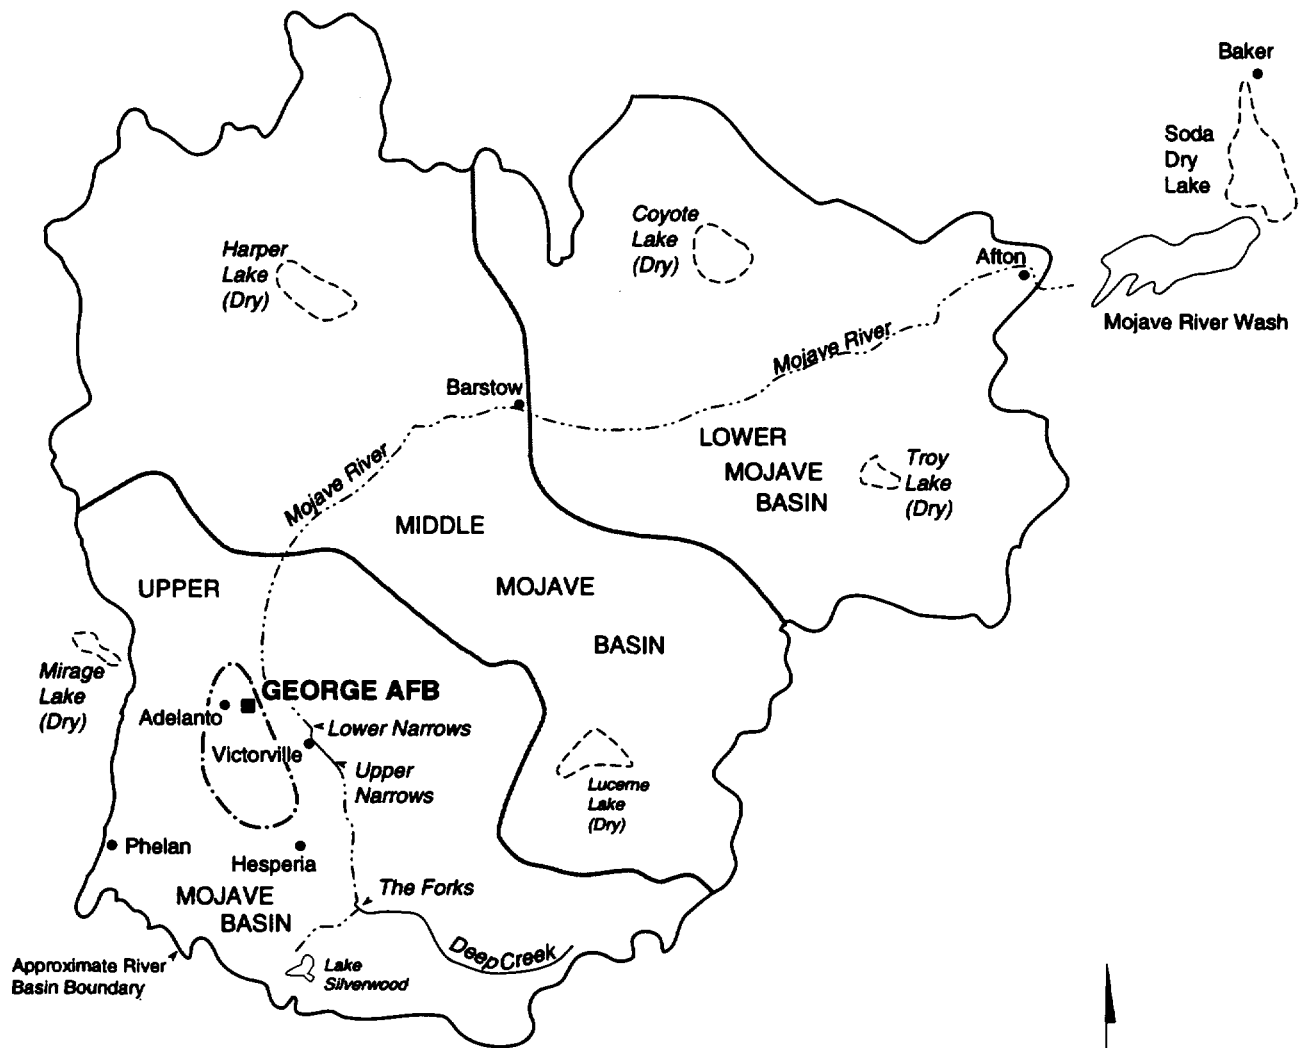 Baker
Soda
Dry
Lake
Coyote
Lake
(Dry)
Harper
Lake
(Dry)
Afton
Mojave River Wash
Mojave River
Barstow
LOWER
MOJAVE
BASIN
Troy
Lake
(Dry)
Mojave River
MIDDLE
MOJAVE
BASIN
UPPER
Mirage
Lake
(Dry)
GEORGE AFB
Adelanto
Lower Narrows
Victorville
Upper
Narrows
Lucerne
Lake
(Dry)
Phelan
Hesperia
MOJAVE
BASIN
The Forks
Deep Creek
Approximate River
Basin Boundary
Lake
Silverwood